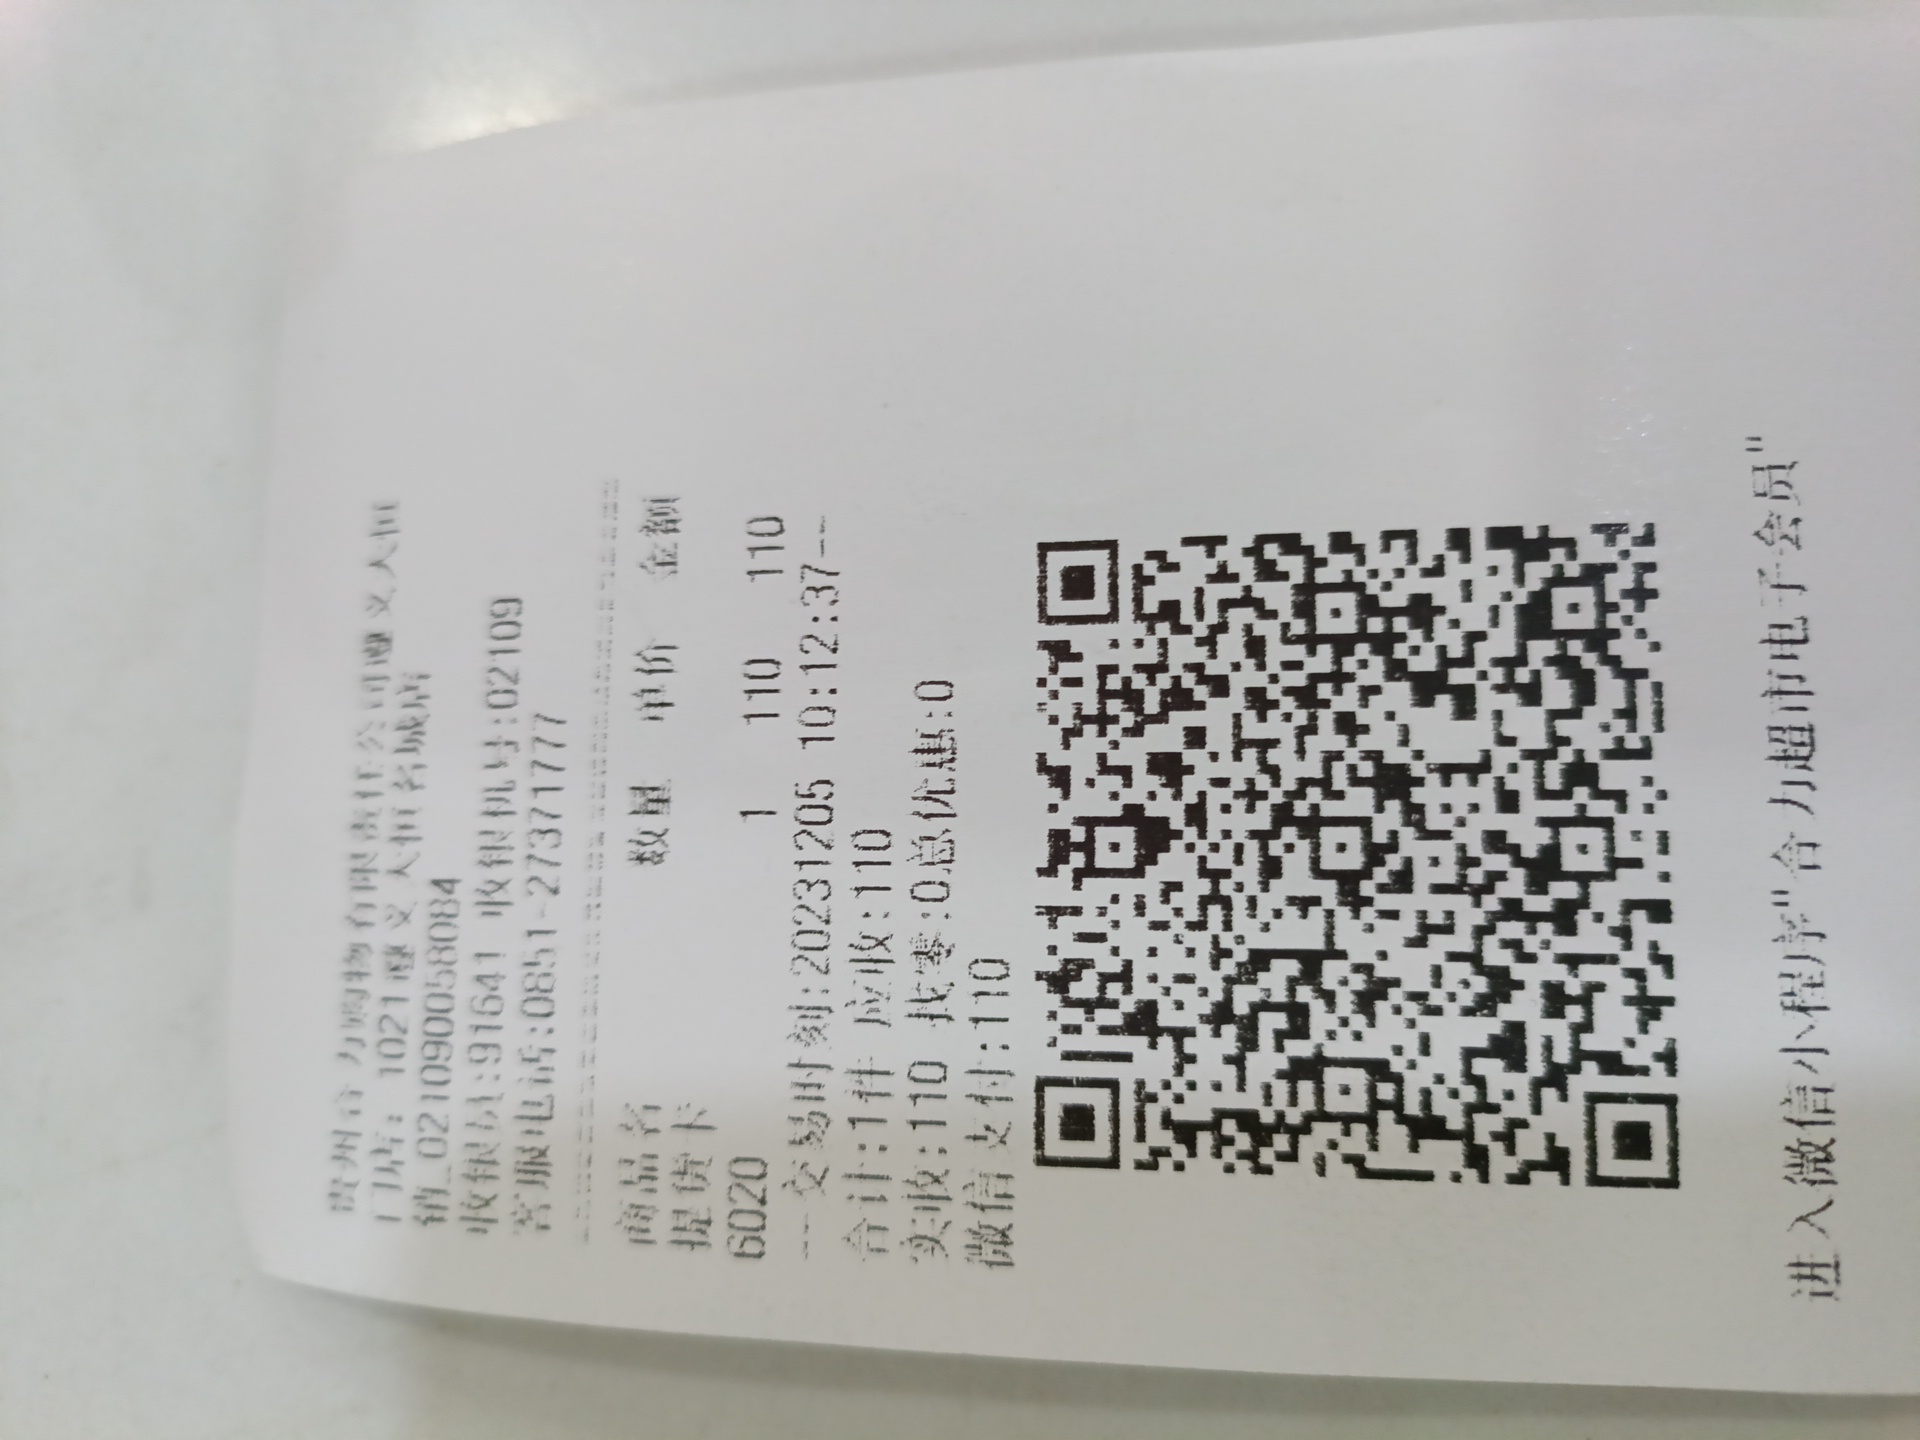 贵州合力购物有限责任公司遵义大恒
门店: 1021遵义大恒名城店
销_0210900580084
收银员:91641 收银机号:02109
客服电话:0851-27371777
商品名 数量 单价 金额
提货卡
6020 1 110 110
---交易时刻:20231205 10:12:37---
合计:1件 应收:110
实收:110 找零:0总优惠:0
微信支付:110
进入微信小程序"合力超市电子会员"